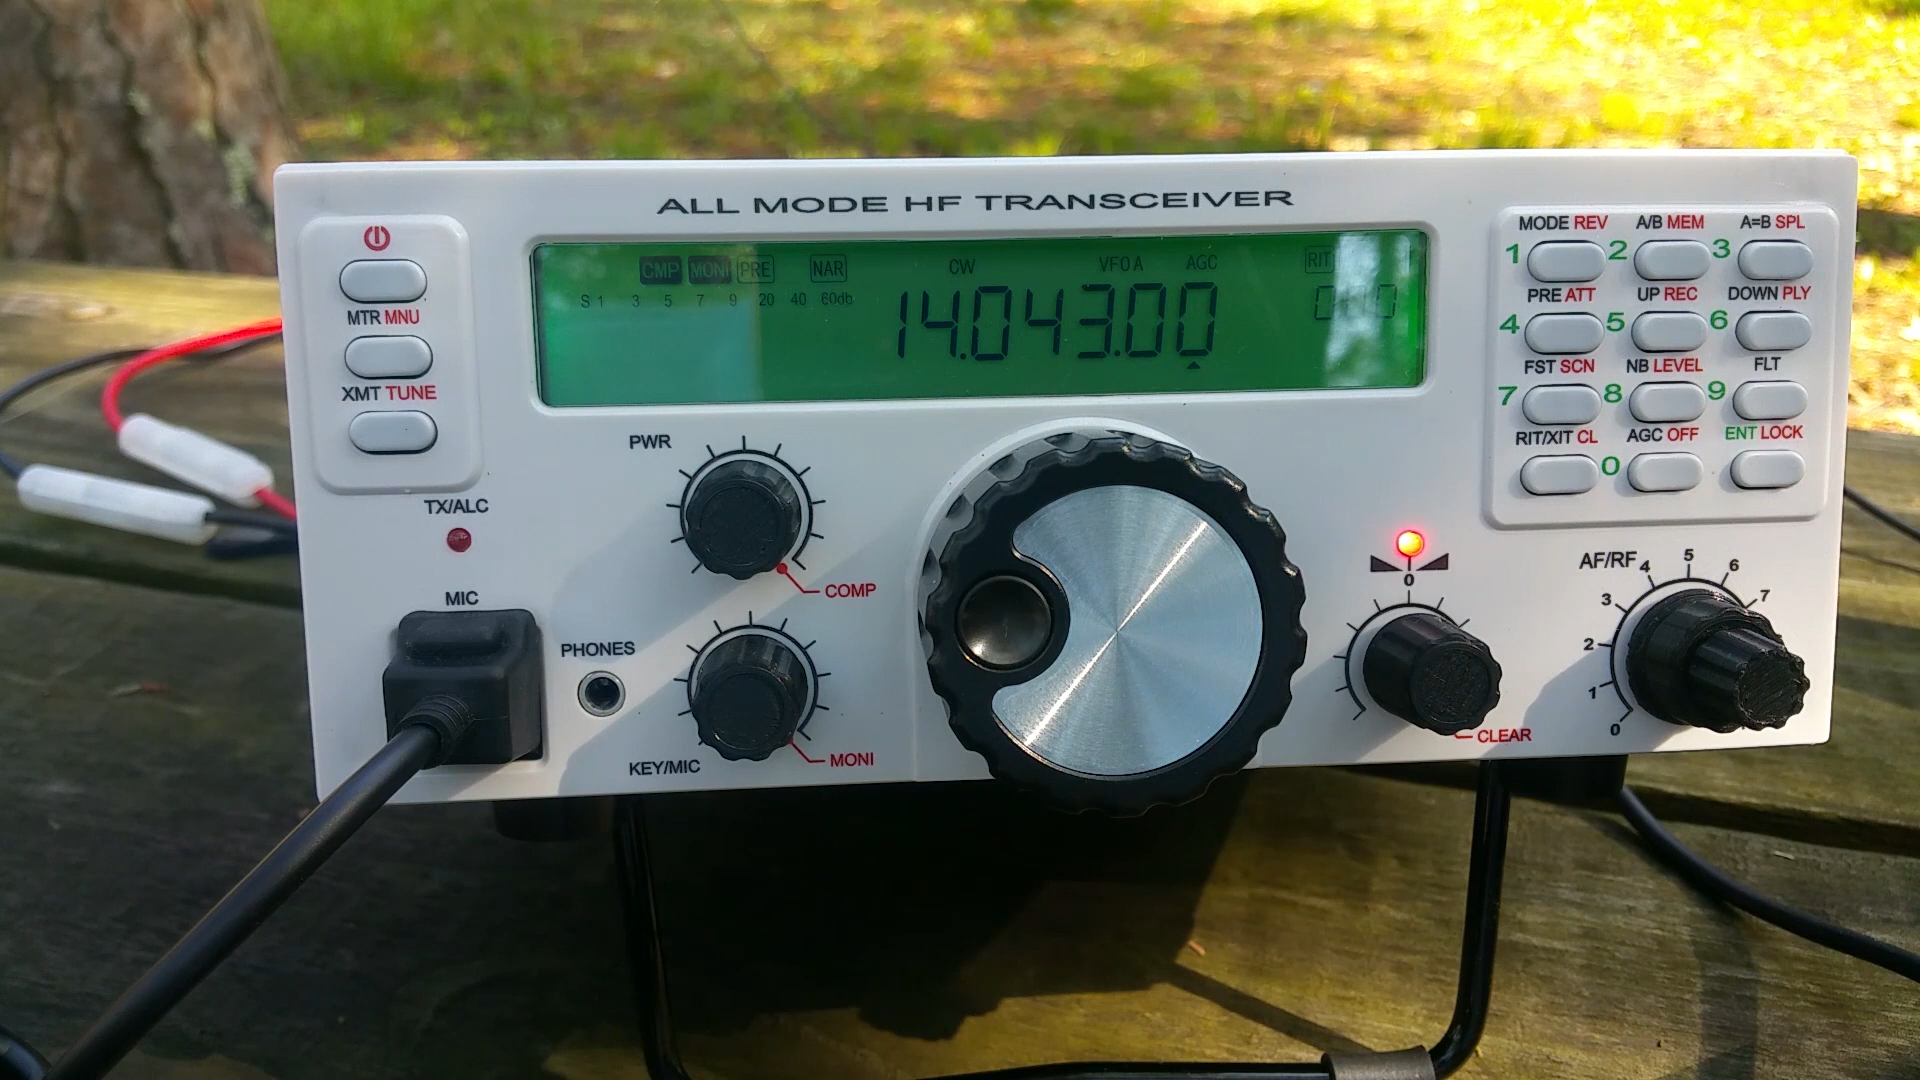 ALL MODE HF TRANSCEIVER
MTR MNU
XMT TUNE
TX/ALC
MIC
PHONES
CMP MONI PRE NAR CW VFO A AGC RIT
S 1 3 5 7 9 20 40 60db
14.043.00 0.0
PWR
COMP
KEY/MIC
MONI
0
CLEAR
MODE REV A/B MEM A=B SPL
1 2 3
PRE ATT UP REC DOWN PLY
4 5 6
FST SCN NB LEVEL FLT
7 8 9
RIT/XIT CL AGC OFF ENT LOCK
0
AF/RF
0 1 2 3 4 5 6 7